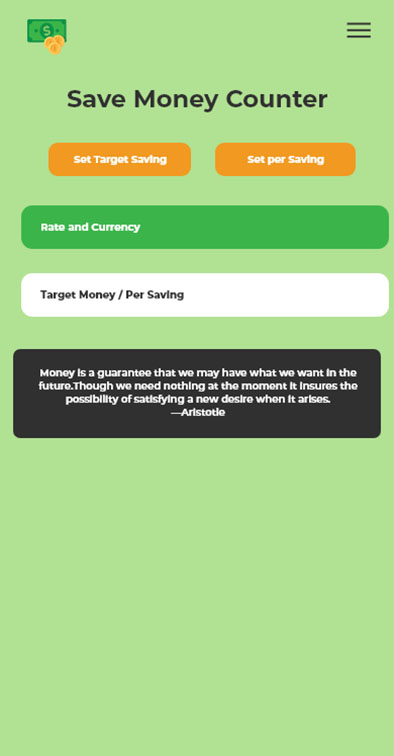 Save Money Counter
Set Target Saving
Set per Saving
Rate and Currency
Target Money / Per Saving
Money is a guarantee that we may have what we want in the
future.Though we need nothing at the moment it insures the
possibility of satisfying a new desire when it arises.
—Aristotle